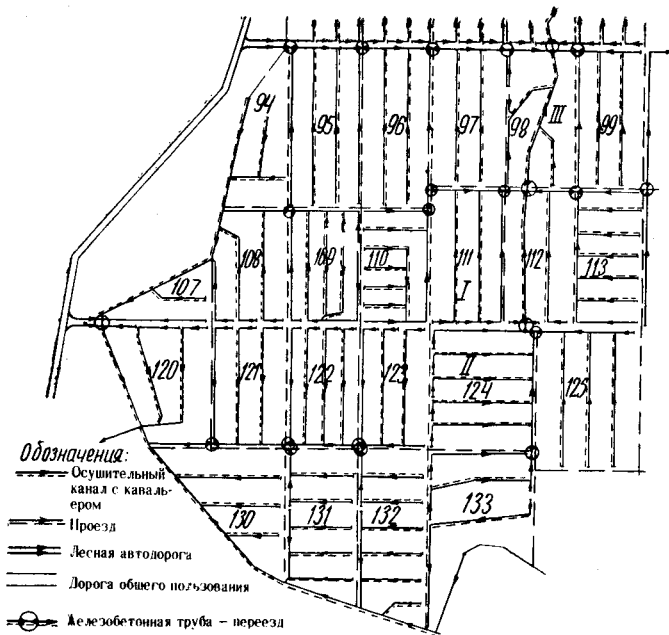 94
95
96
97
98
III
99
107
108
109
110
111
I
112
113
120
121
122
123
II
124
125
130
131
132
133
Обозначения:
Осушительный
канал с кавалъ-
ером
Проезд
Лесная автодорога
Дорога общего пользования
Железобетонная труба – переезд